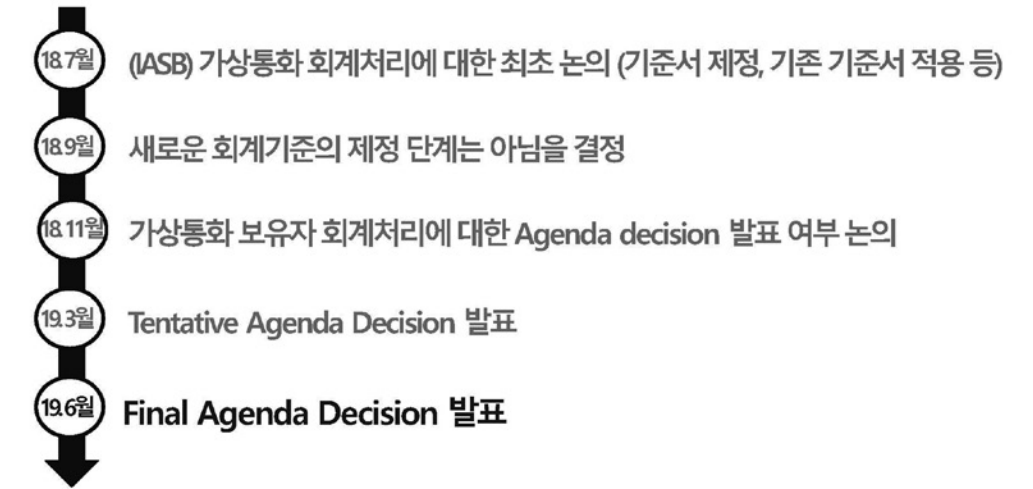 18.7월 (IASB) 가상통화 회계처리에 대한 최초 논의 (기준서 제정, 기존 기준서 적용 등)
18.9월 새로운 회계기준의 제정 단계는 아님을 결정
18.11월 가상통화 보유자 회계처리에 대한 Agenda decision 발표 여부 논의
19.3월 Tentative Agenda Decision 발표
19.6월 Final Agenda Decision 발표